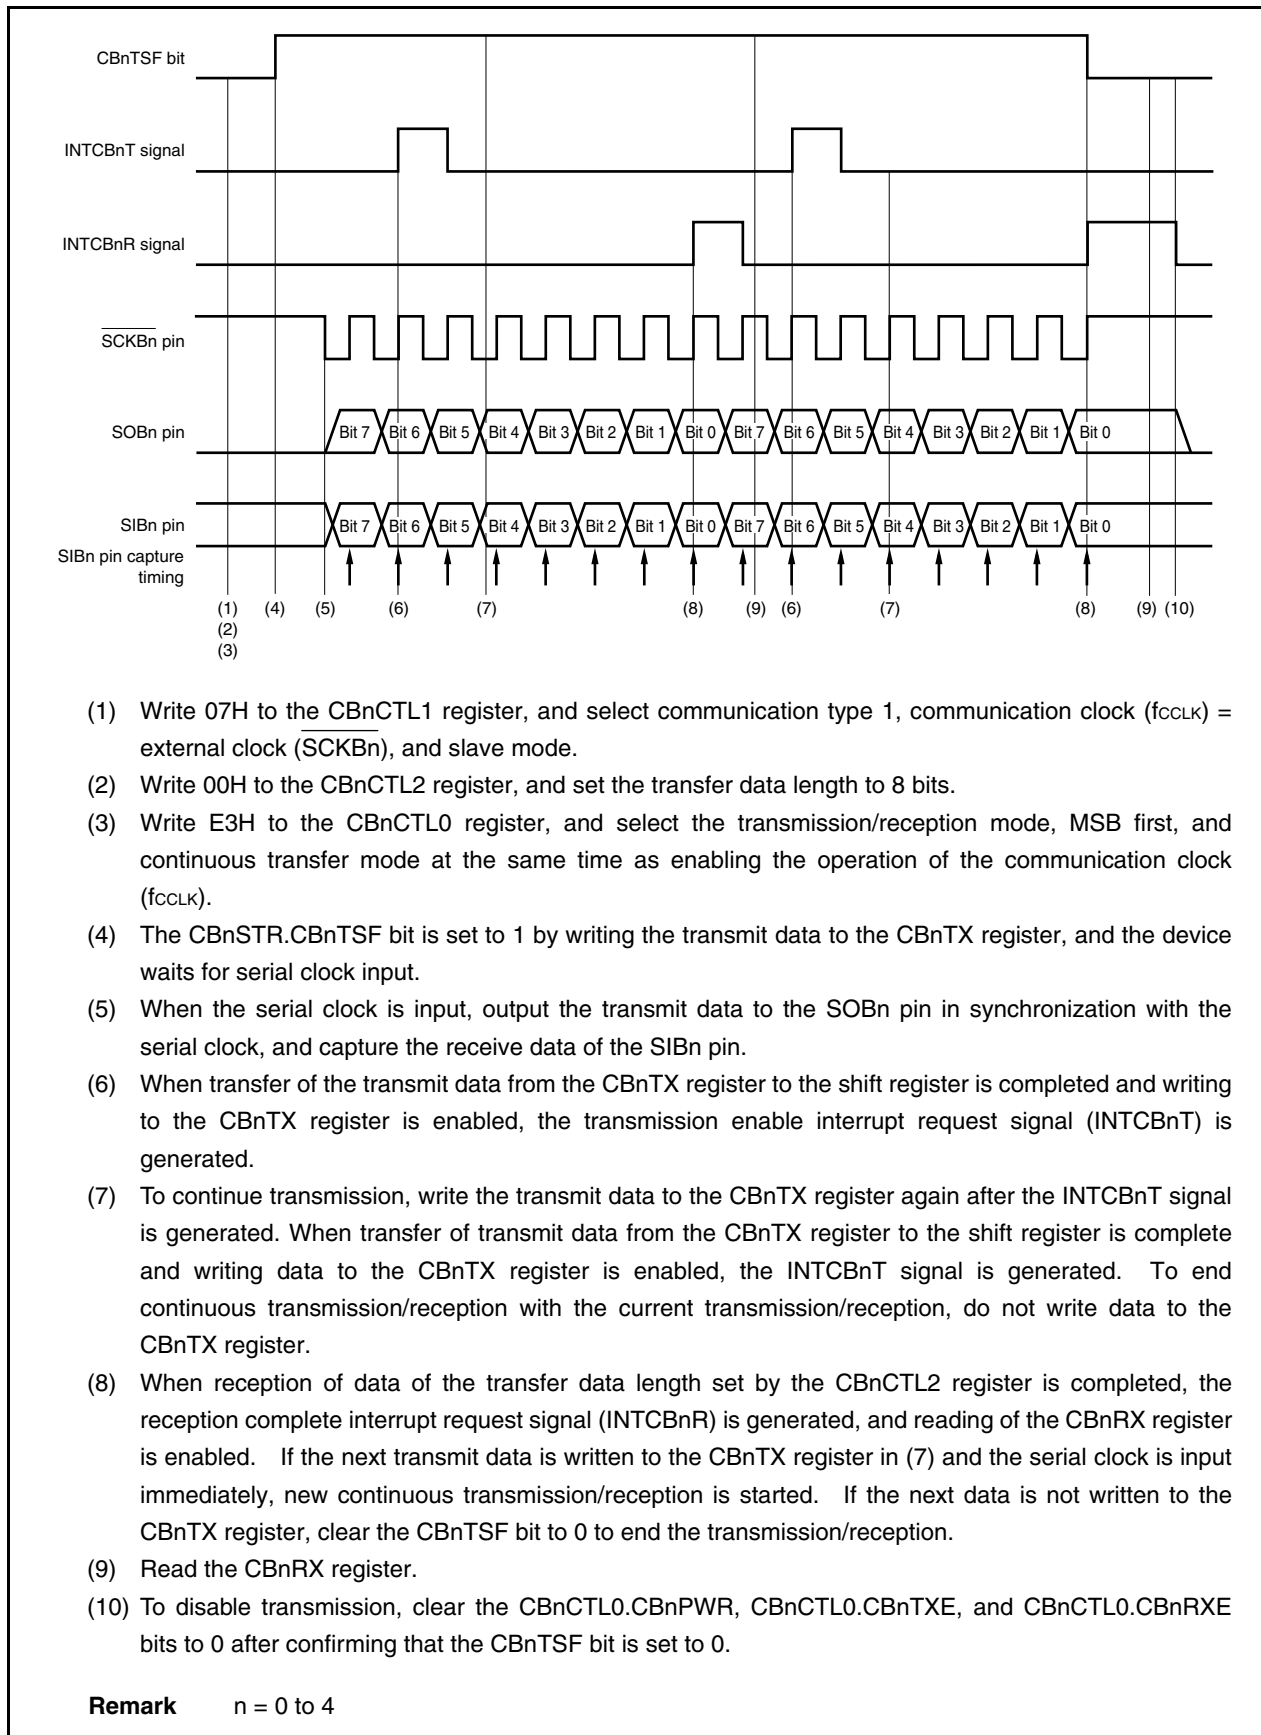 CBnTSF bit
INTCBnT signal
INTCBnR signal
SCKBn pin
SOBn pin
Bit 7 Bit 6 Bit 5 Bit 4 Bit 3 Bit 2 Bit 1 Bit 0 Bit 7 Bit 6 Bit 5 Bit 4 Bit 3 Bit 2 Bit 1 Bit 0
SIBn pin
Bit 7 Bit 6 Bit 5 Bit 4 Bit 3 Bit 2 Bit 1 Bit 0 Bit 7 Bit 6 Bit 5 Bit 4 Bit 3 Bit 2 Bit 1 Bit 0
SIBn pin capture
timing
(1) (4) (5) (6) (7) (8) (9) (6) (7) (8) (9) (10)
(2)
(3)
(1) Write 07H to the CBnCTL1 register, and select communication type 1, communication clock (fCCLK) =
external clock (SCKBn), and slave mode.
(2) Write 00H to the CBnCTL2 register, and set the transfer data length to 8 bits.
(3) Write E3H to the CBnCTL0 register, and select the transmission/reception mode, MSB first, and
continuous transfer mode at the same time as enabling the operation of the communication clock
(fCCLK).
(4) The CBnSTR.CBnTSF bit is set to 1 by writing the transmit data to the CBnTX register, and the device
waits for serial clock input.
(5) When the serial clock is input, output the transmit data to the SOBn pin in synchronization with the
serial clock, and capture the receive data of the SIBn pin.
(6) When transfer of the transmit data from the CBnTX register to the shift register is completed and writing
to the CBnTX register is enabled, the transmission enable interrupt request signal (INTCBnT) is
generated.
(7) To continue transmission, write the transmit data to the CBnTX register again after the INTCBnT signal
is generated. When transfer of transmit data from the CBnTX register to the shift register is complete
and writing data to the CBnTX register is enabled, the INTCBnT signal is generated. To end
continuous transmission/reception with the current transmission/reception, do not write data to the
CBnTX register.
(8) When reception of data of the transfer data length set by the CBnCTL2 register is completed, the
reception complete interrupt request signal (INTCBnR) is generated, and reading of the CBnRX register
is enabled. If the next transmit data is written to the CBnTX register in (7) and the serial clock is input
immediately, new continuous transmission/reception is started. If the next data is not written to the
CBnTX register, clear the CBnTSF bit to 0 to end the transmission/reception.
(9) Read the CBnRX register.
(10) To disable transmission, clear the CBnCTL0.CBnPWR, CBnCTL0.CBnTXE, and CBnCTL0.CBnRXE
bits to 0 after confirming that the CBnTSF bit is set to 0.
Remark n = 0 to 4